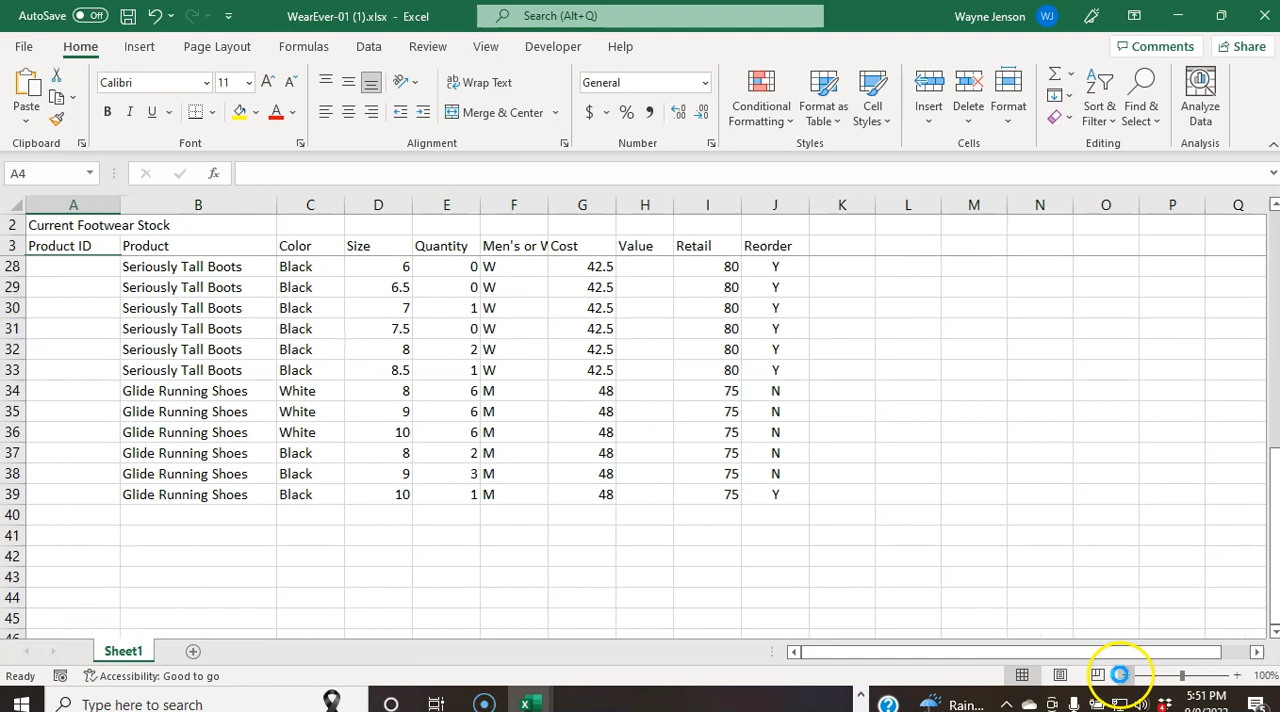 AutoSave Off WearEver-01 (1).xlsx - Excel Search (Alt+Q) Wayne Jenson WJ
File Home Insert Page Layout Formulas Data Review View Developer Help Comments Share
Calibri 11 Wrap Text General
Paste B I U A Merge & Center $ % Conditional Formatting Format as Table Cell Styles Insert Delete Format Sort & Filter Find & Select Analyze Data
Clipboard Font Alignment Number Styles Cells Editing Analysis
A4 fx
A B C D E F G H I J K L M N O P Q
2 Current Footwear Stock
3 Product ID Product Color Size Quantity Men's or W Cost Value Retail Reorder
28 Seriously Tall Boots Black 6 0 W 42.5 80 Y
29 Seriously Tall Boots Black 6.5 0 W 42.5 80 Y
30 Seriously Tall Boots Black 7 1 W 42.5 80 Y
31 Seriously Tall Boots Black 7.5 0 W 42.5 80 Y
32 Seriously Tall Boots Black 8 2 W 42.5 80 Y
33 Seriously Tall Boots Black 8.5 1 W 42.5 80 Y
34 Glide Running Shoes White 8 6 M 48 75 N
35 Glide Running Shoes White 9 6 M 48 75 N
36 Glide Running Shoes White 10 6 M 48 75 N
37 Glide Running Shoes Black 8 2 M 48 75 N
38 Glide Running Shoes Black 9 3 M 48 75 N
39 Glide Running Shoes Black 10 1 M 48 75 Y
40
41
42
43
44
45
Sheet1
Ready Accessibility: Good to go 100%
Type here to search Rain... 5:51 PM